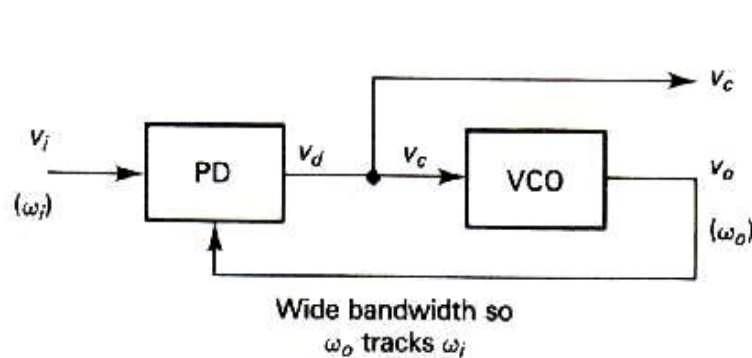 v_c
v_i
PD
v_d
v_c
VCO
v_o
(ω_i)
(ω_o)
Wide bandwidth so
ω_o tracks ω_i